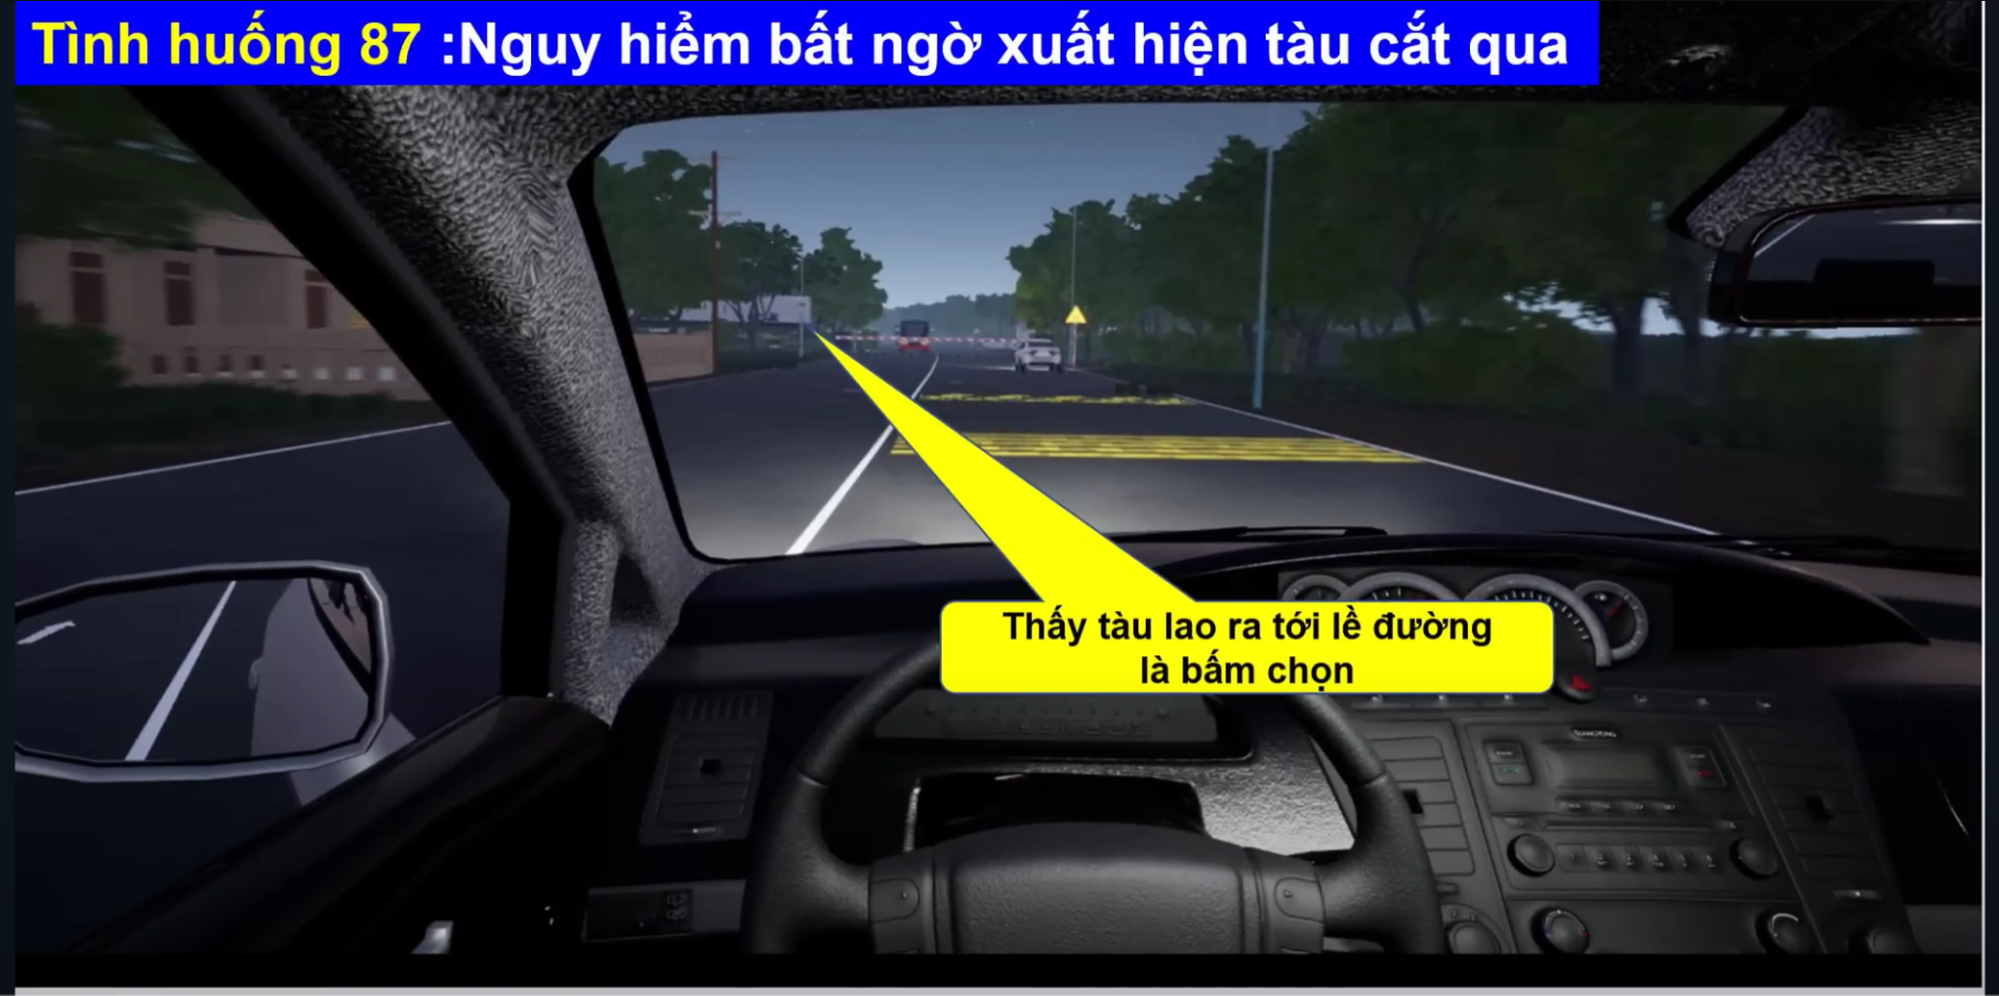 Tình huống 87 :Nguy hiểm bất ngờ xuất hiện tàu cắt qua
Thấy tàu lao ra tới lề đường
là bấm chọn